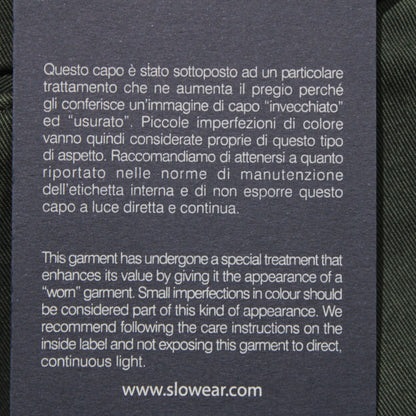 Questo capo è stato sottoposto ad un particolare
trattamento che ne aumenta il pregio perché
gli conferisce un'immagine di capo "invecchiato"
ed "usurato". Piccole imperfezioni di colore
vanno quindi considerate proprie di questo tipo
di aspetto. Raccomandiamo di attenersi a quanto
riportato nelle norme di manutenzione
dell'etichetta interna e di non esporre questo
capo a luce diretta e continua.
This garment has undergone a special treatment that
enhances its value by giving it the appearance of a
"worn" garment. Small imperfections in colour should
be considered part of this kind of appearance. We
recommend following the care instructions on the
inside label and not exposing this garment to direct,
continuous light.
www.slowear.com